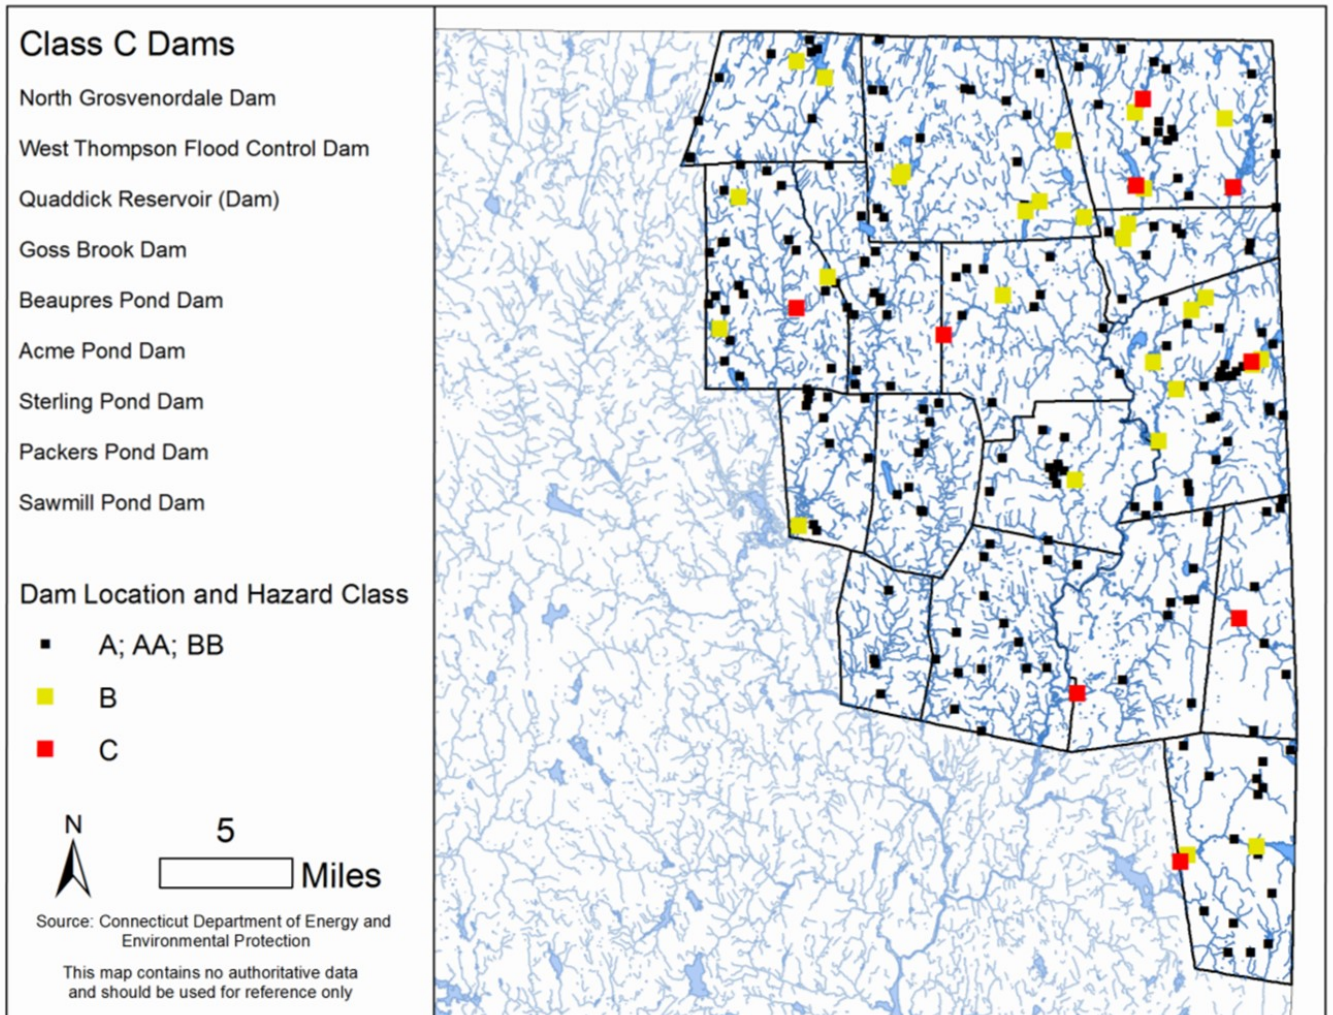 Class C Dams
North Grosvenordale Dam
West Thompson Flood Control Dam
Quaddick Reservoir (Dam)
Goss Brook Dam
Beaupres Pond Dam
Acme Pond Dam
Sterling Pond Dam
Packers Pond Dam
Sawmill Pond Dam
Dam Location and Hazard Class
A; AA; BB
B
C
N
5
Miles
Source: Connecticut Department of Energy and
Environmental Protection
This map contains no authoritative data
and should be used for reference only